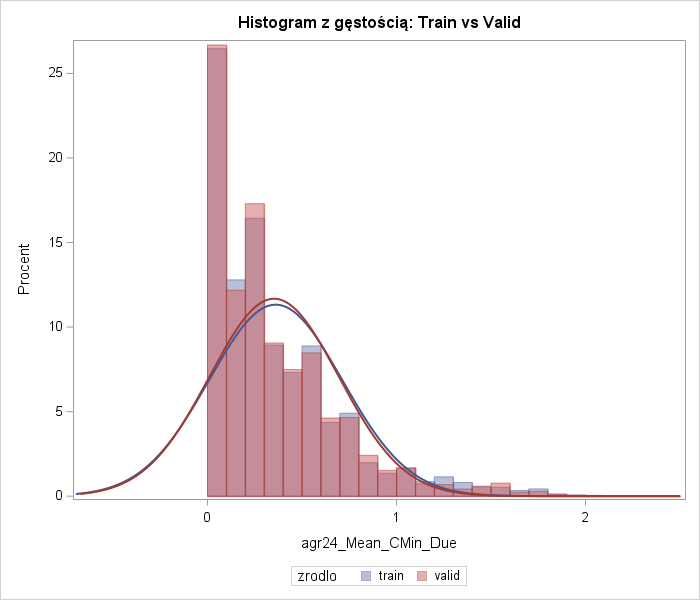 Histogram z gęstością: Train vs Valid
25
20
15
10
5
0
Procent
0 1 2
agr24_Mean_CMin_Due
zrodlo train valid